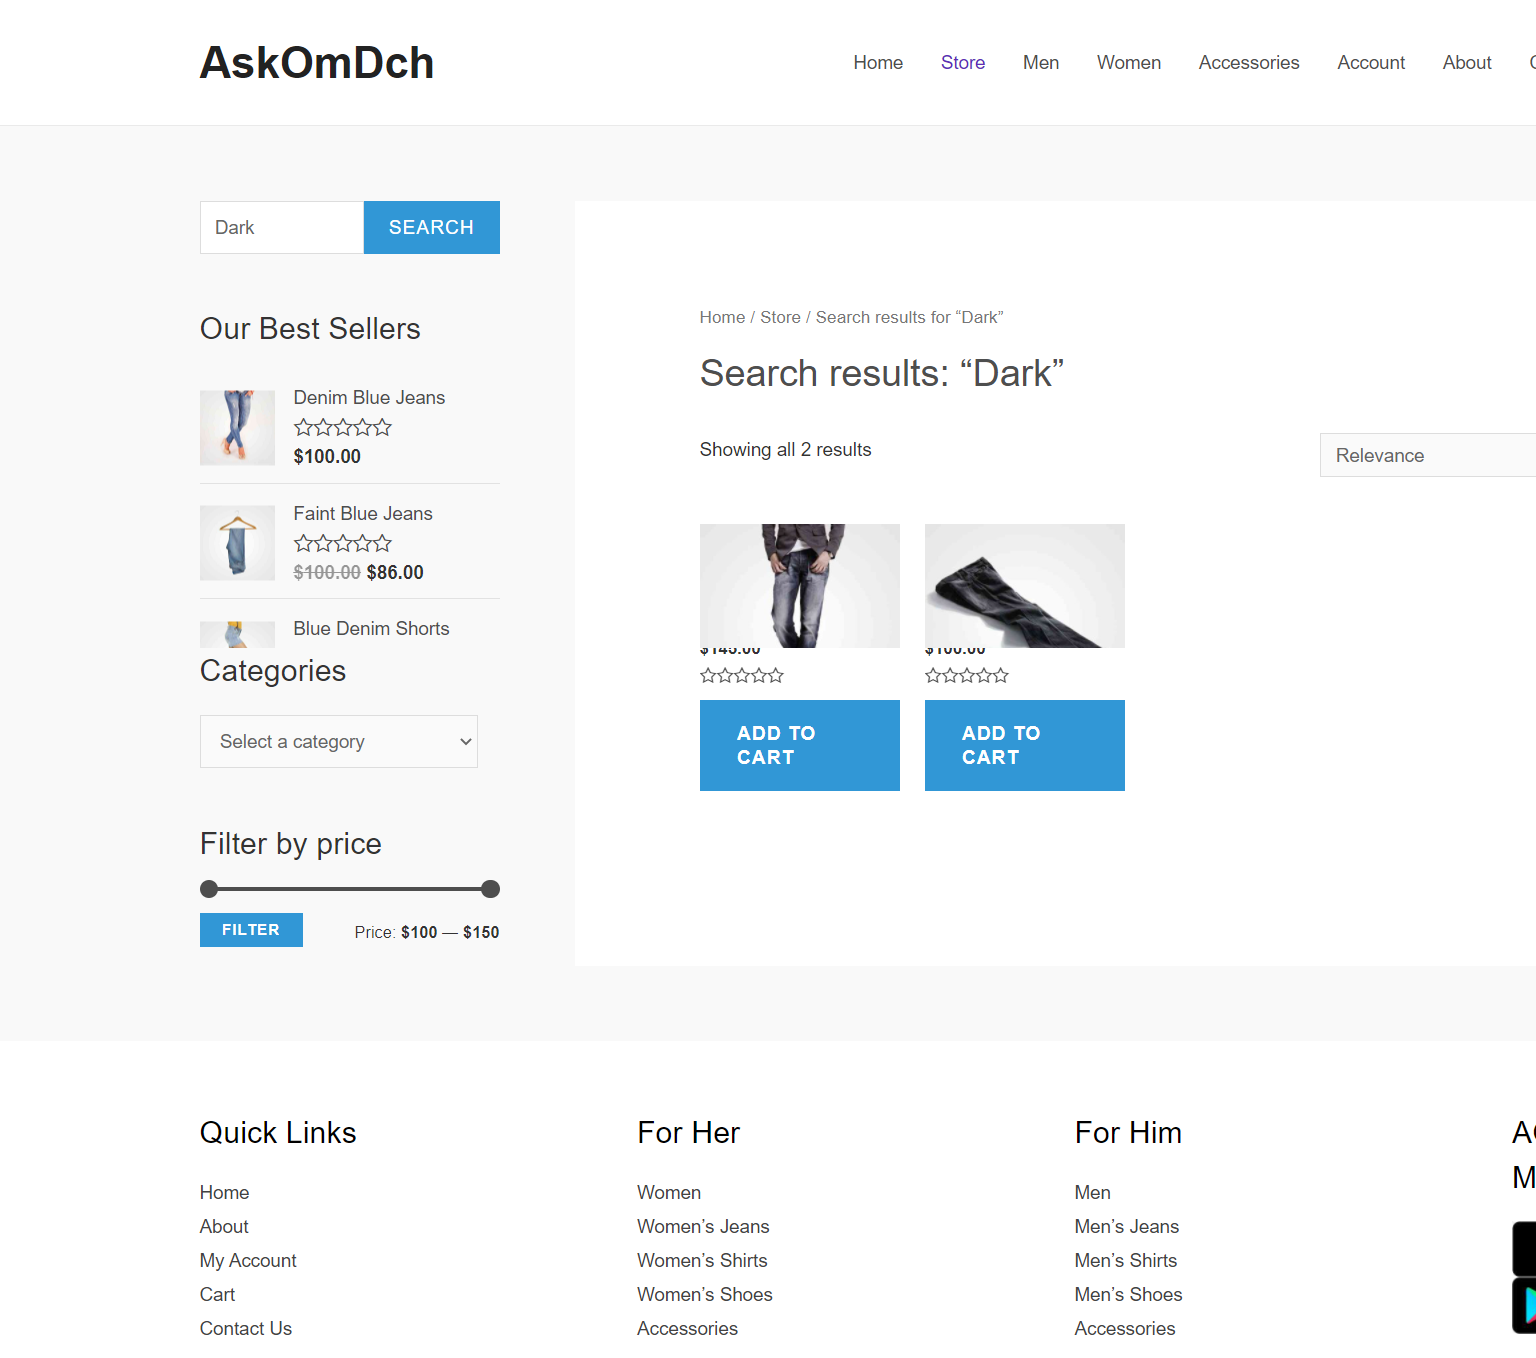 AskOmDch
Home Store Men Women Accessories Account About
Dark
SEARCH
Our Best Sellers
Denim Blue Jeans
$100.00
Faint Blue Jeans
$100.00 $86.00
Blue Denim Shorts
Categories
Select a category
Filter by price
FILTER
Price: $100 — $150
Home / Store / Search results for “Dark”
Search results: “Dark”
Showing all 2 results
Relevance
ADD TO
CART
ADD TO
CART
Quick Links
Home
About
My Account
Cart
Contact Us
For Her
Women
Women’s Jeans
Women’s Shirts
Women’s Shoes
Accessories
For Him
Men
Men’s Jeans
Men’s Shirts
Men’s Shoes
Accessories